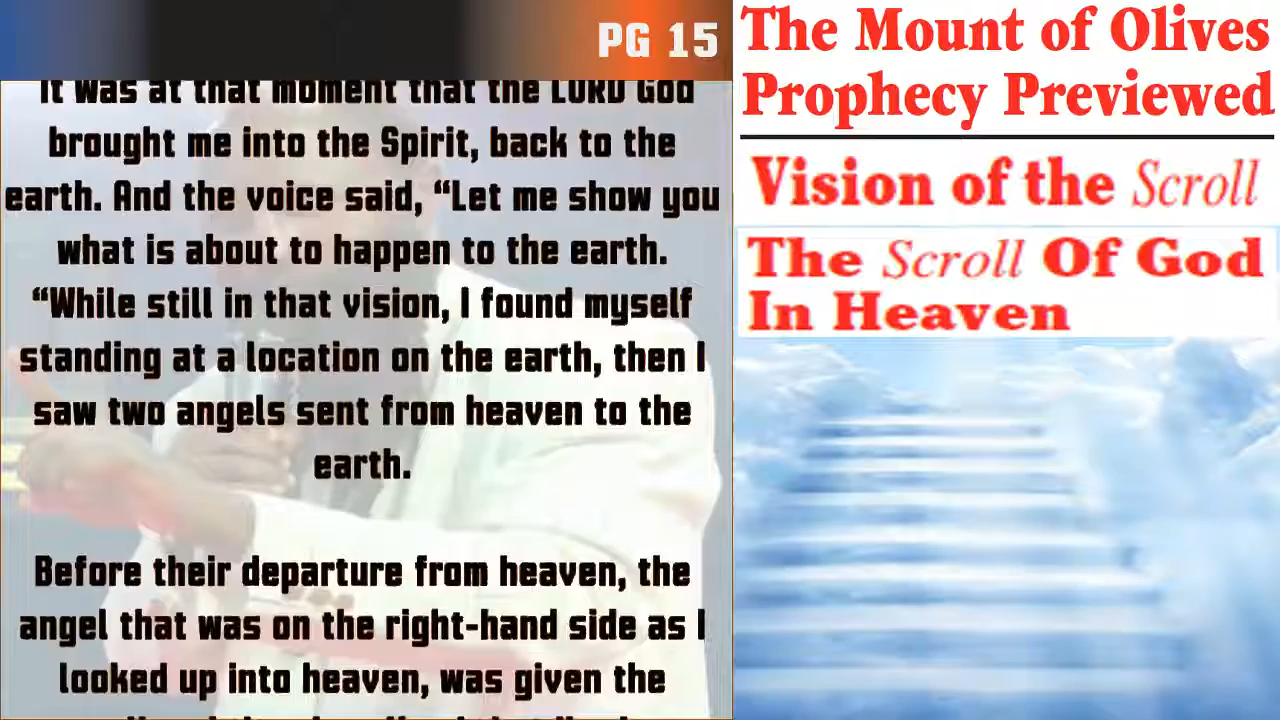 PG 15
It was at that moment that the LORD God
brought me into the Spirit, back to the
earth. And the voice said, “Let me show you
what is about to happen to the earth.
“While still in that vision, I found myself
standing at a location on the earth, then I
saw two angels sent from heaven to the
earth.
Before their departure from heaven, the
angel that was on the right-hand side as I
looked up into heaven, was given the
The Mount of Olives
Prophecy Previewed
Vision of the Scroll
The Scroll Of God
In Heaven